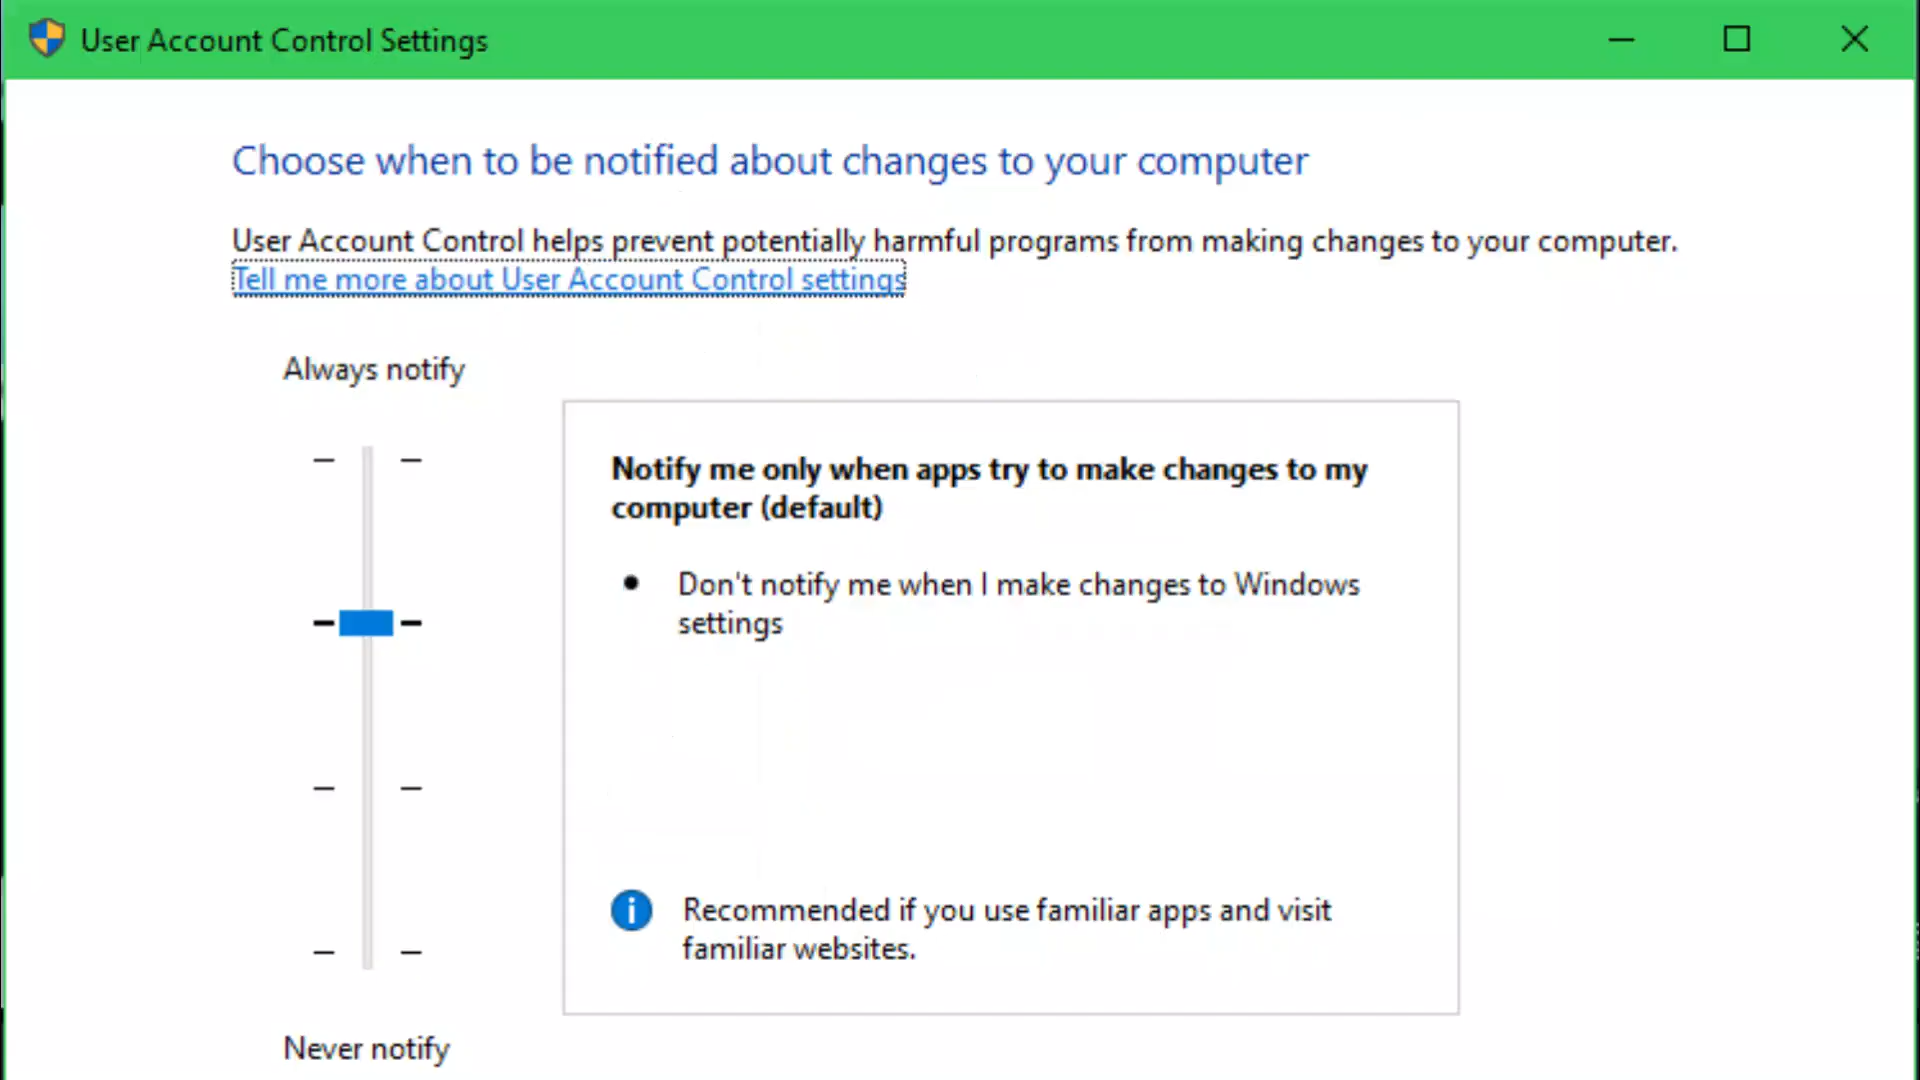 User Account Control Settings
Choose when to be notified about changes to your computer
User Account Control helps prevent potentially harmful programs from making changes to your computer.
Tell me more about User Account Control settings
Always notify
Notify me only when apps try to make changes to my
computer (default)
Don't notify me when I make changes to Windows
settings
Recommended if you use familiar apps and visit
familiar websites.
Never notify